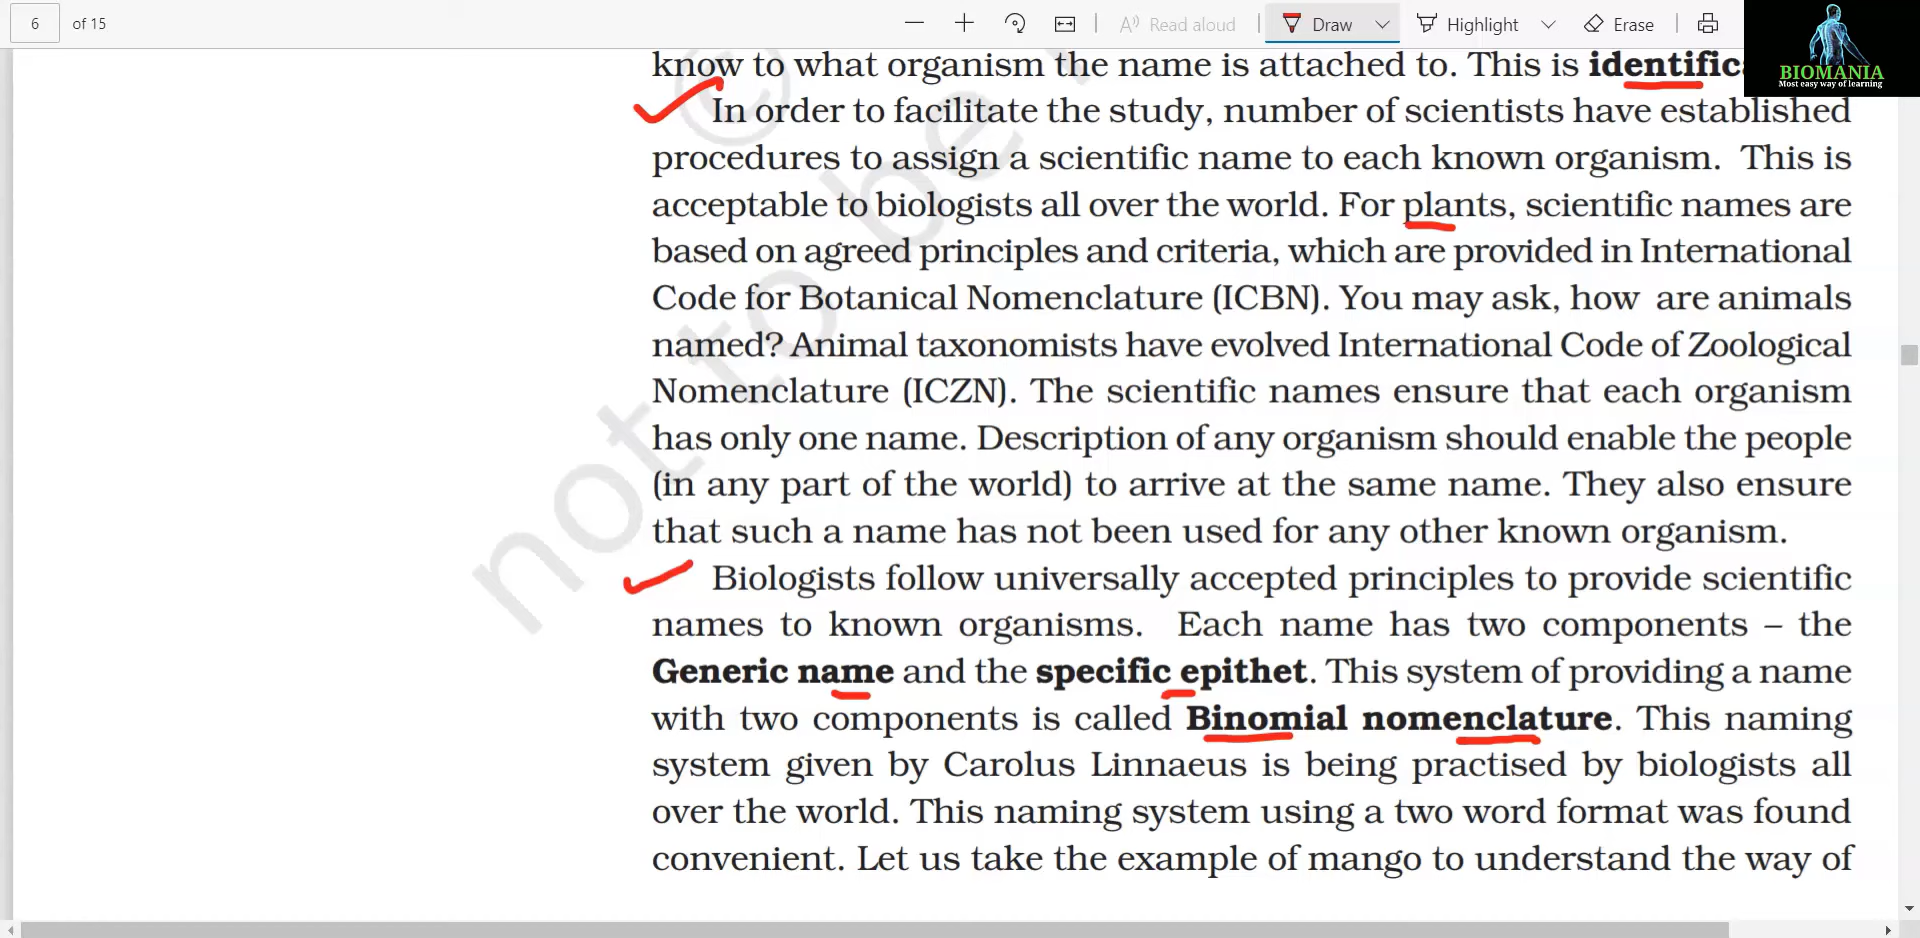 6 of 15 Read aloud Draw Highlight Erase
BIOMANIA
Most easy way of learning
know to what organism the name is attached to. This is identific
In order to facilitate the study, number of scientists have established
procedures to assign a scientific name to each known organism. This is
acceptable to biologists all over the world. For plants, scientific names are
based on agreed principles and criteria, which are provided in International
Code for Botanical Nomenclature (ICBN). You may ask, how are animals
named? Animal taxonomists have evolved International Code of Zoological
Nomenclature (ICZN). The scientific names ensure that each organism
has only one name. Description of any organism should enable the people
(in any part of the world) to arrive at the same name. They also ensure
that such a name has not been used for any other known organism.
Biologists follow universally accepted principles to provide scientific
names to known organisms. Each name has two components – the
Generic name and the specific epithet. This system of providing a name
with two components is called Binomial nomenclature. This naming
system given by Carolus Linnaeus is being practised by biologists all
over the world. This naming system using a two word format was found
convenient. Let us take the example of mango to understand the way of
© not to be